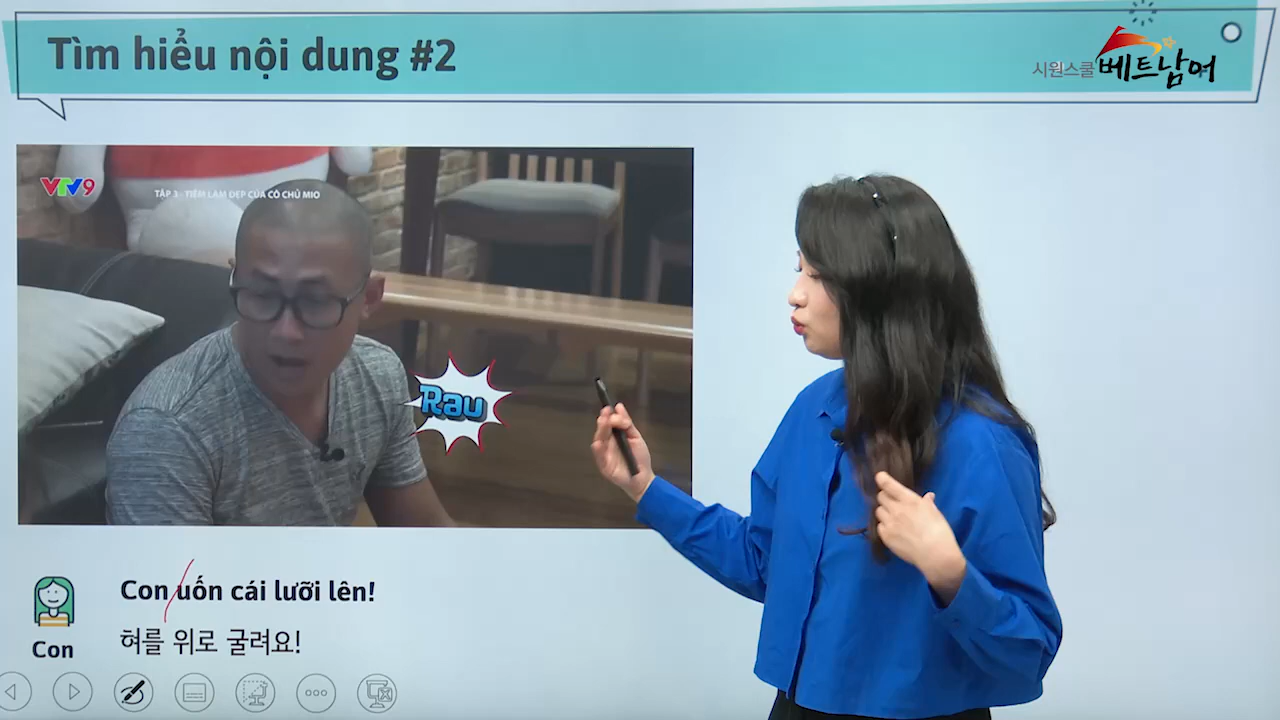 Tìm hiểu nội dung #2
시원스쿨 베트남어
VTV9
TẬP 3 - TIỆM LÀM ĐẸP CỦA CÔ CHỦ MIO
Rau
Con uốn cái lưỡi lên!
혀를 위로 굴려요!
Con